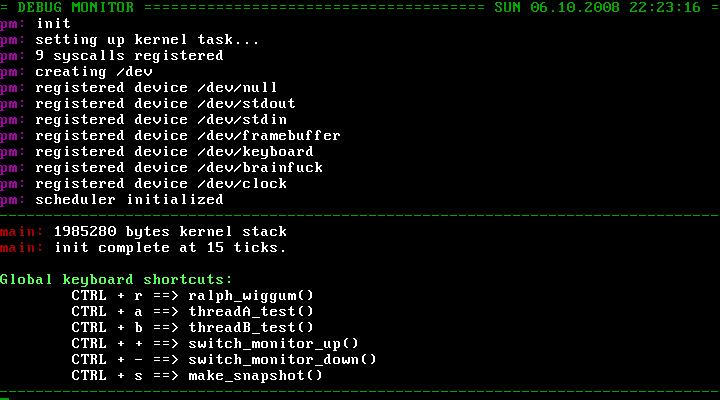 = DEBUG MONITOR ====================================== SUN 06.10.2008 22:23:16 =
pm: init
pm: setting up kernel task...
pm: 9 syscalls registered
pm: creating /dev
pm: registered device /dev/null
pm: registered device /dev/stdout
pm: registered device /dev/stdin
pm: registered device /dev/framebuffer
pm: registered device /dev/keyboard
pm: registered device /dev/brainfuck
pm: registered device /dev/clock
pm: scheduler initialized
--------------------------------------------------------------------------------
main: 1985280 bytes kernel stack
main: init complete at 15 ticks.
Global keyboard shortcuts:
CTRL + r ==> ralph_wiggum()
CTRL + a ==> threadA_test()
CTRL + b ==> threadB_test()
CTRL + + ==> switch_monitor_up()
CTRL + - ==> switch_monitor_down()
CTRL + s ==> make_snapshot()
--------------------------------------------------------------------------------